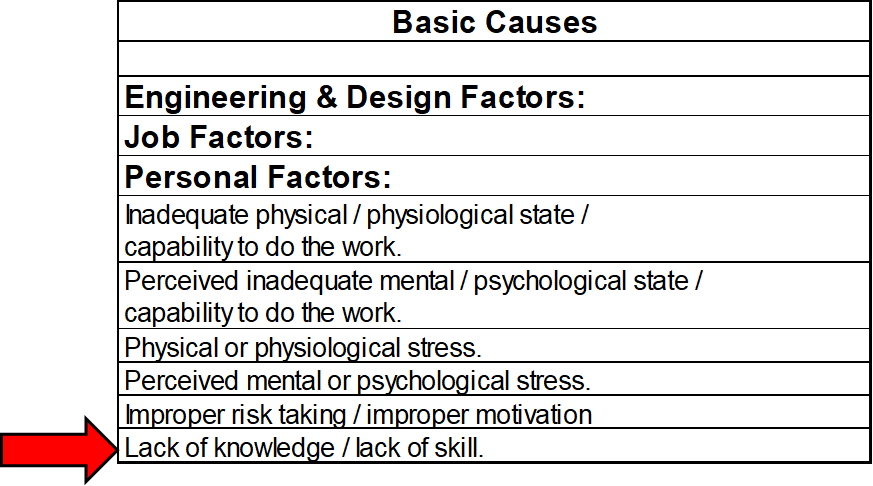 Basic Causes
Engineering & Design Factors:
Job Factors:
Personal Factors:
Inadequate physical / physiological state /
capability to do the work.
Perceived inadequate mental / psychological state /
capability to do the work.
Physical or physiological stress.
Perceived mental or psychological stress.
Improper risk taking / improper motivation
Lack of knowledge / lack of skill.